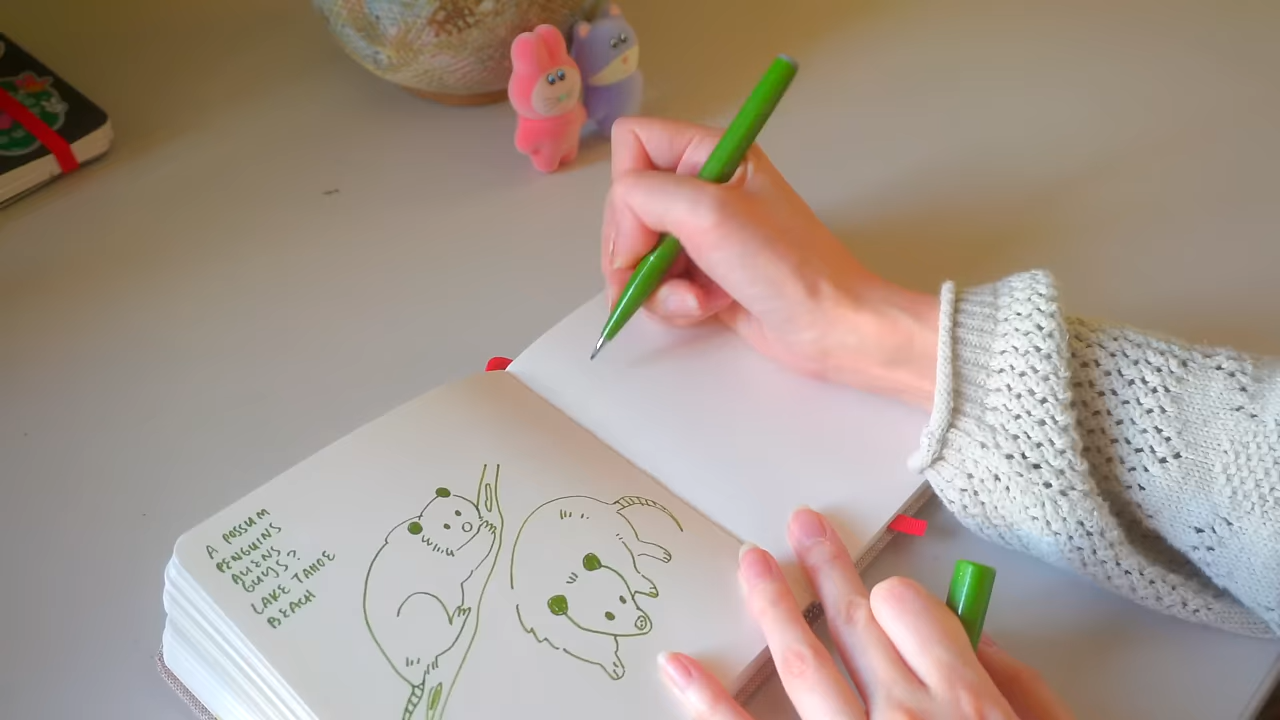 A POSSUM
PENGUINS
ALIENS
GUYS?
LAKE TAHOE
BEACH